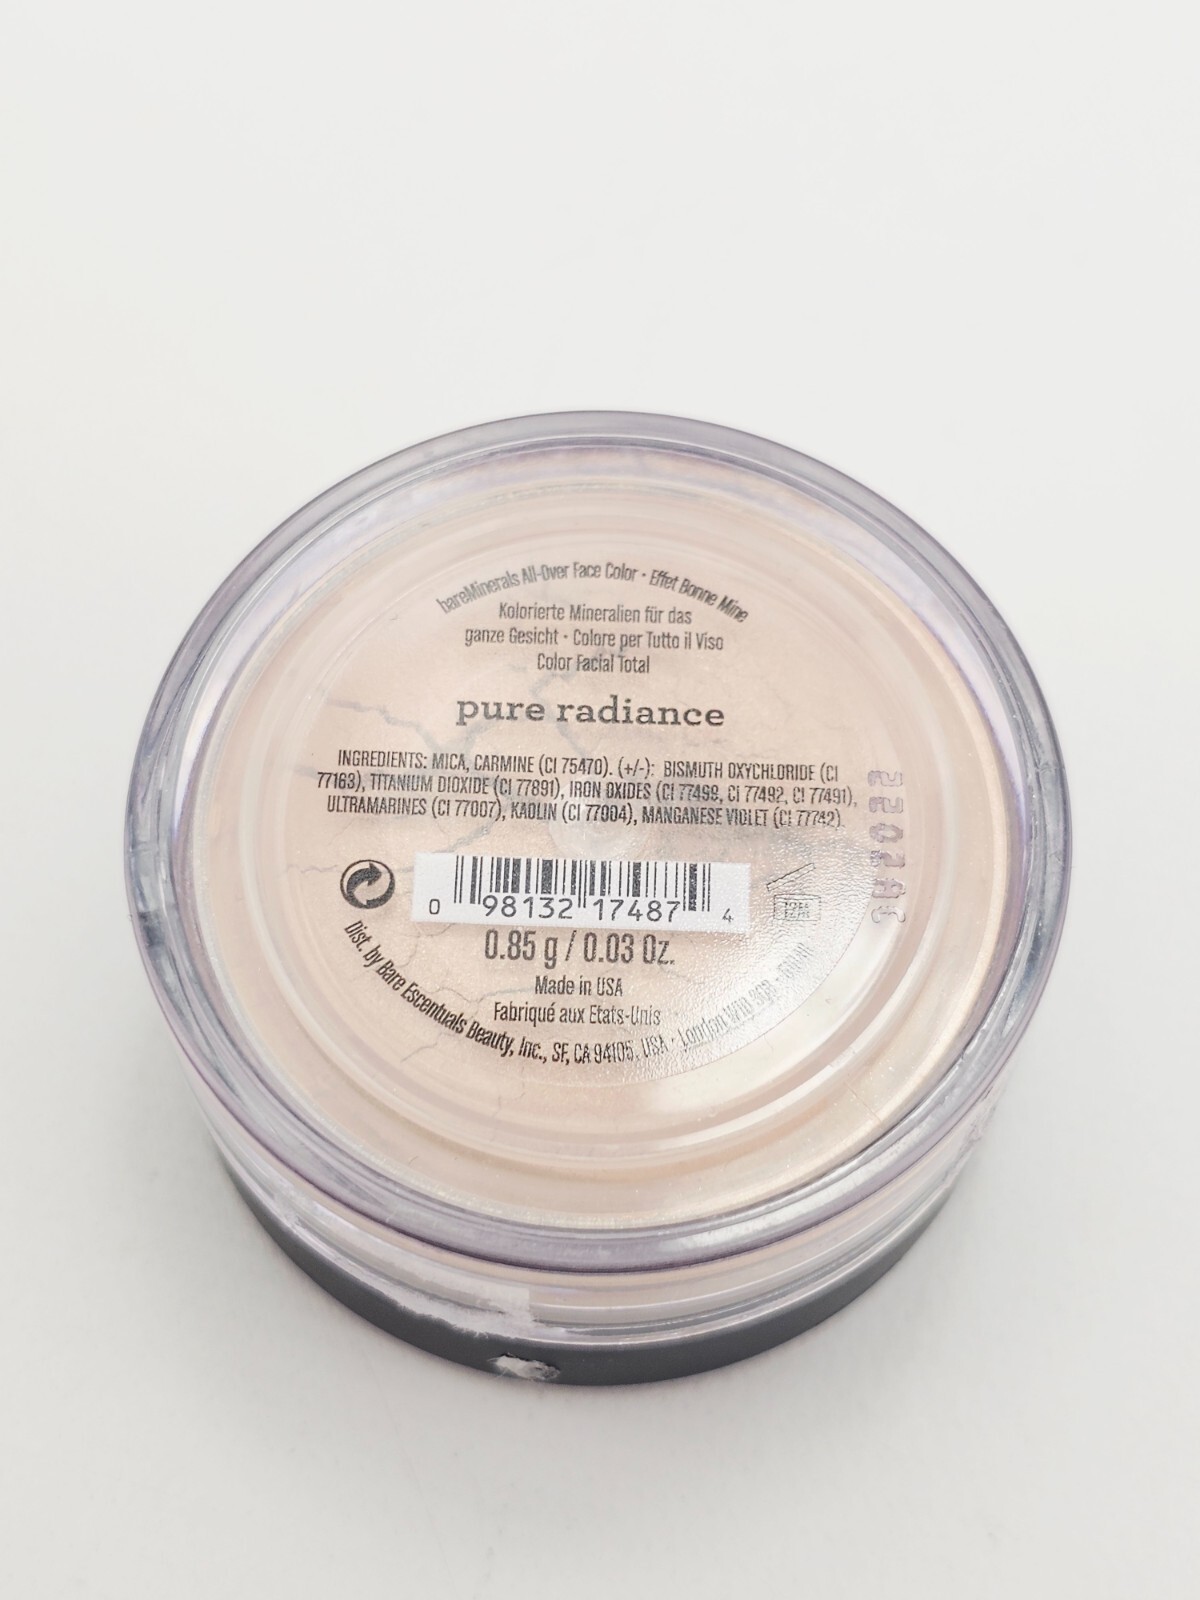 bareMinerals All-Over Face Color · Effet Bonne Mine
Kolorierte Mineralien für das
ganze Gesicht · Colore per Tutto il Viso
Color Facial Total
pure radiance
INGREDIENTS: MICA, CARMINE (CI 75470). (+/-): BISMUTH OXYCHLORIDE (CI
77163), TITANIUM DIOXIDE (CI 77891), IRON OXIDES (CI 77499, CI 77492, CI 77491),
ULTRAMARINES (CI 77007), KAOLIN (CI 77004), MANGANESE VIOLET (CI 77742).
0 98132 17487 4
0.85 g / 0.03 Oz.
Made in USA
Fabriqué aux Etats-Unis
Dist. by Bare Escentuals Beauty, Inc., SF, CA 94105, USA · London